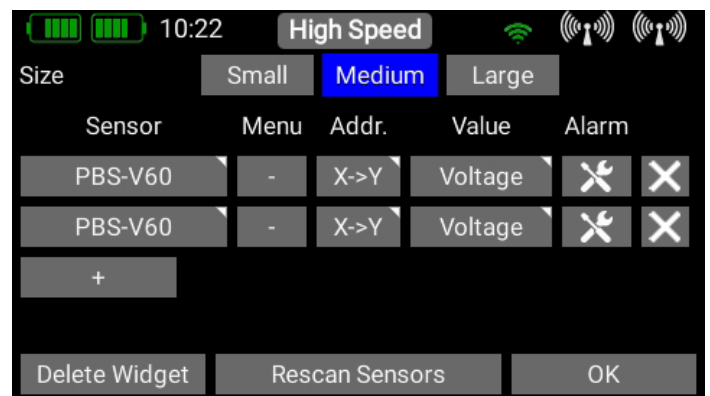 10:22 High Speed
Size Small Medium Large
Sensor Menu Addr. Value Alarm
PBS-V60 - X->Y Voltage
PBS-V60 - X->Y Voltage
+
Delete Widget Rescan Sensors OK